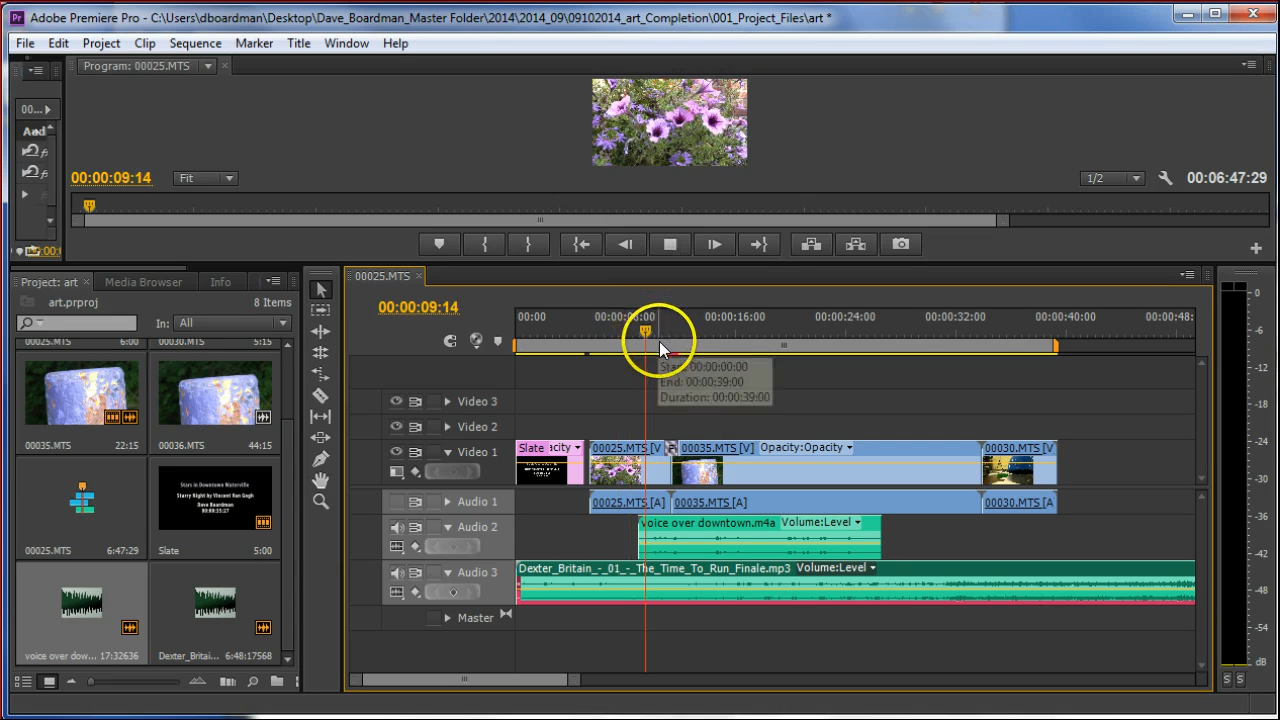 Adobe Premiere Pro - C:\Users\dboardman\Desktop\Dave_Boardman_Master Folder\2014\2014_09\09102014_art_Completion\001_Project_Files\art *
File Edit Project Clip Sequence Marker Title Window Help
Program: 00025.MTS
00...
And
00:00:09:14
Fit
1/2
00:06:47:29
Project: art
Media Browser
Info
art.prproj
8 Items
In: All
00025.MTS 6:47:29
00030.MTS 5:15
00035.MTS 22:15
00036.MTS 44:15
Stars in Downtown Waterville
Starry Night by Vincent Van Gogh
Dave Boardman
00025.MTS 6:47:29
Slate 5:00
voice over dow... 17:32636
Dexter_Britai... 6:48:17568
00025.MTS
00:00:09:14
00:00 00:00:08:00 00:00:16:00 00:00:24:00 00:00:32:00 00:00:40:00 00:00:48:
Start: 00:00:00:00
End: 00:00:39:00
Duration: 00:00:39:00
Video 3
Video 2
Video 1
Slate acity
00025.MTS [V
00035.MTS [V] Opacity:Opacity
00030.MTS [V
Audio 1
00025.MTS [A]
00035.MTS [A]
00030.MTS [A
Audio 2
voice over downtown.m4a Volume:Level
Audio 3
Dexter_Britain_-_01_-_The_Time_To_Run_Finale.mp3 Volume:Level
Master
0
-6
-12
-18
-24
-30
-36
-42
-48
-54
dB
S S